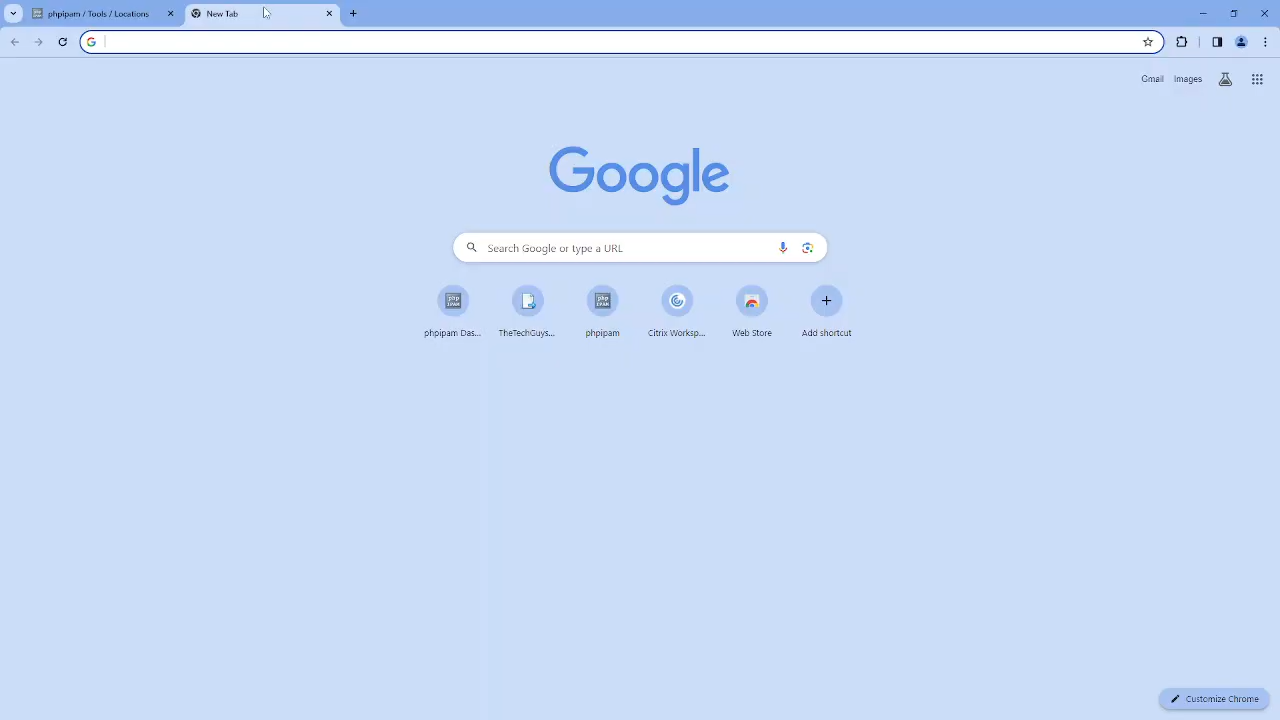 phpipam / Tools / Locations
New Tab
Gmail
Images
Google
Search Google or type a URL
phpipam Das...
TheTechGuys...
phpipam
Citrix Worksp...
Web Store
Add shortcut
Customize Chrome